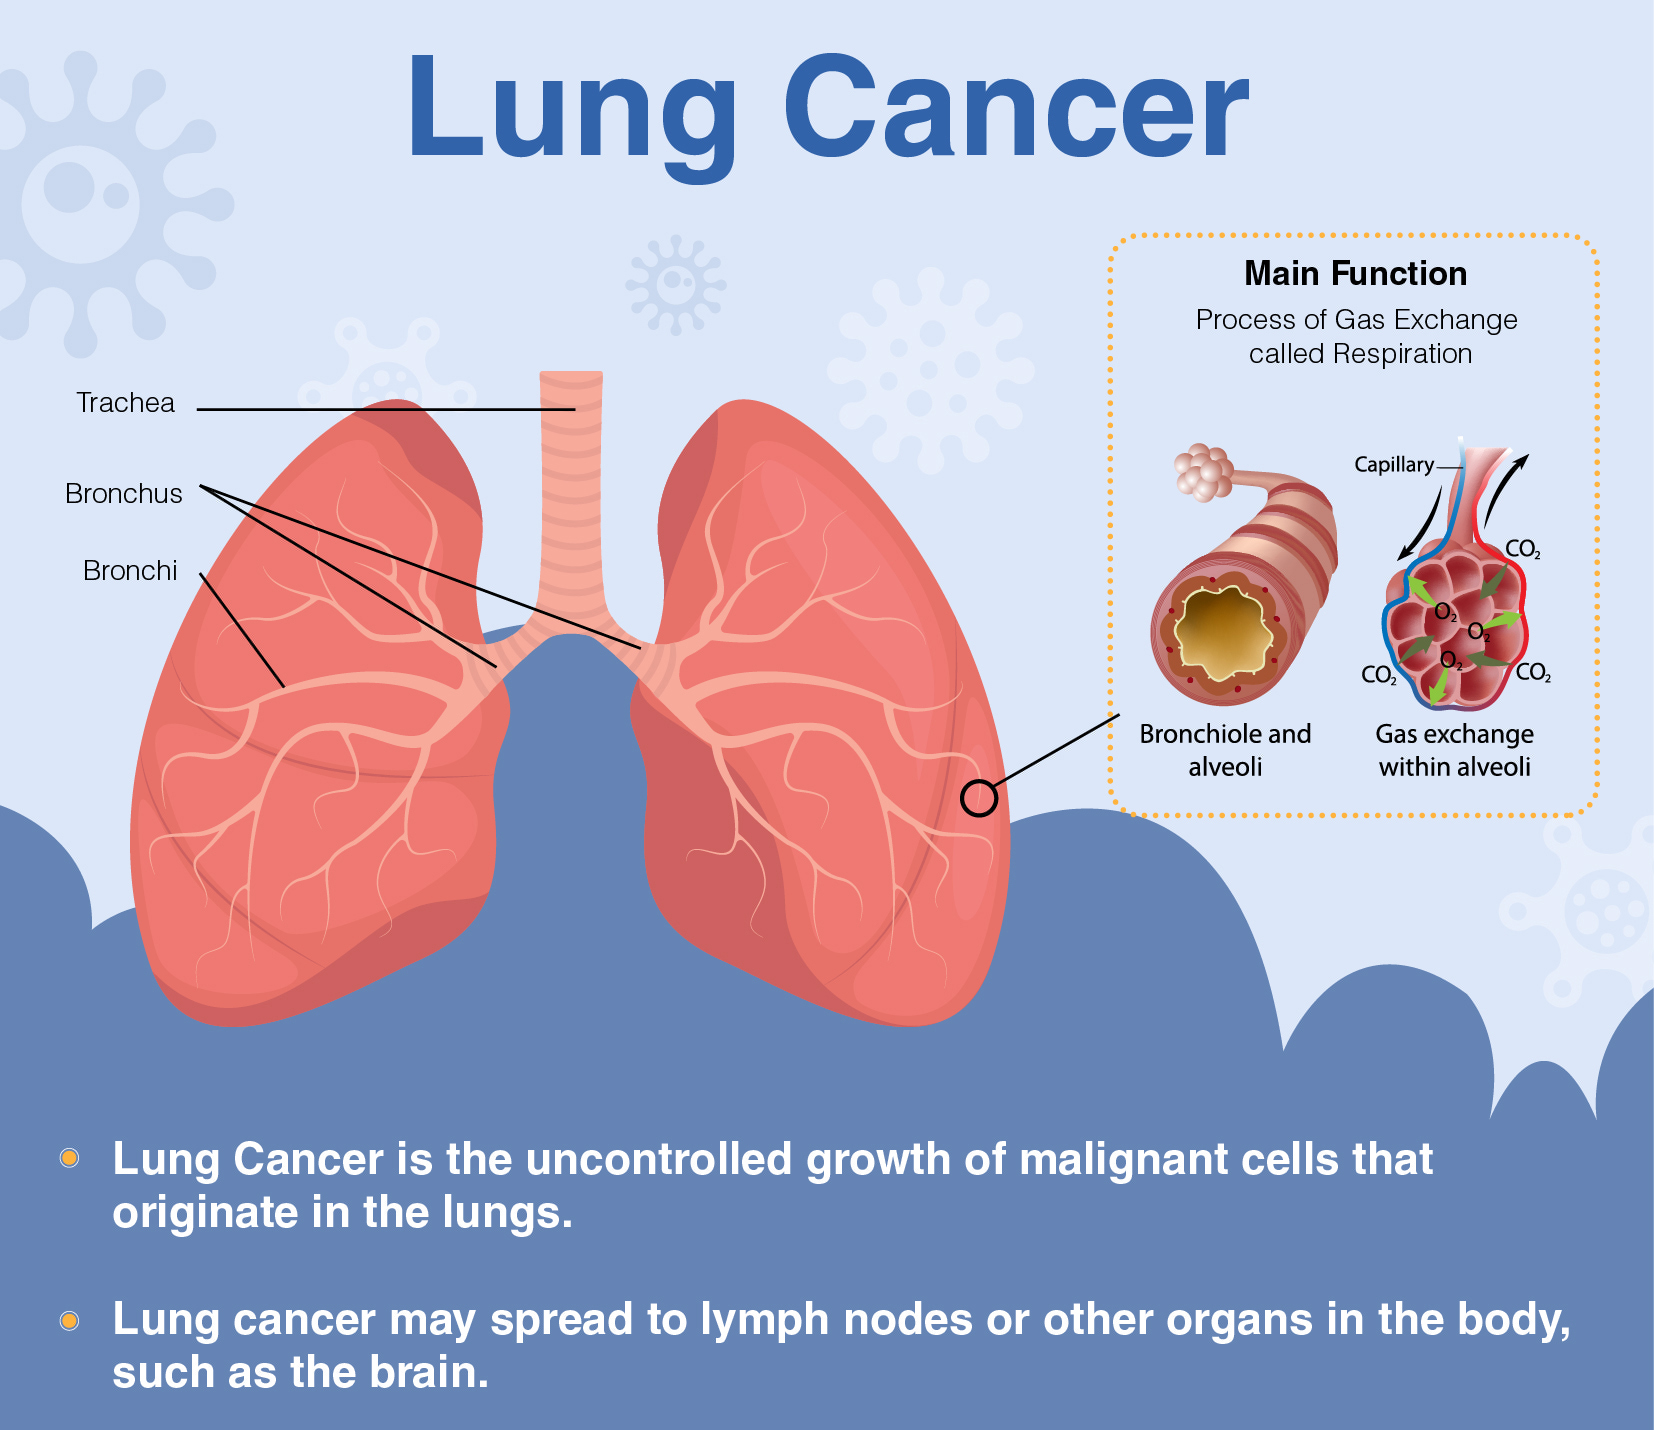 Lung Cancer
Main Function
Process of Gas Exchange
called Respiration
Trachea
Bronchus
Bronchi
Capillary
CO₂
O₂
O₂
O₂
CO₂
CO₂
Bronchiole and
alveoli
Gas exchange
within alveoli
Lung Cancer is the uncontrolled growth of malignant cells that
originate in the lungs.
Lung cancer may spread to lymph nodes or other organs in the body,
such as the brain.